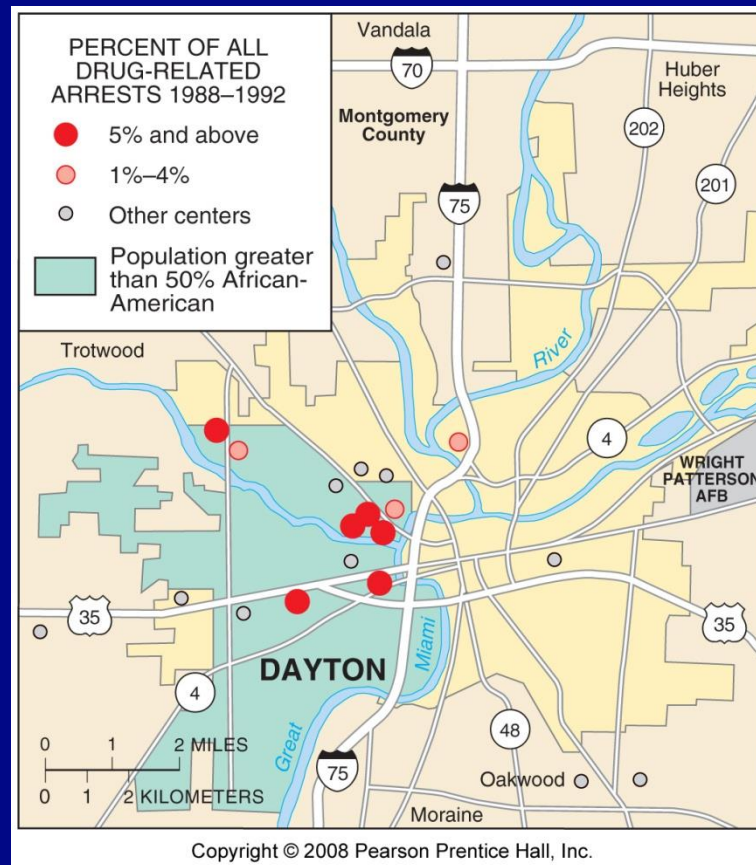 PERCENT OF ALL
DRUG-RELATED
ARRESTS 1988–1992
5% and above
1%–4%
Other centers
Population greater
than 50% African-
American
Vandala
70
Huber
Heights
Montgomery
County
202
201
75
Trotwood
River
4
WRIGHT
PATTERSON
AFB
35
35
DAYTON
Miami
4
Great
48
0 1 2 MILES
0 1 2 KILOMETERS
75
Oakwood
Moraine
Copyright © 2008 Pearson Prentice Hall, Inc.